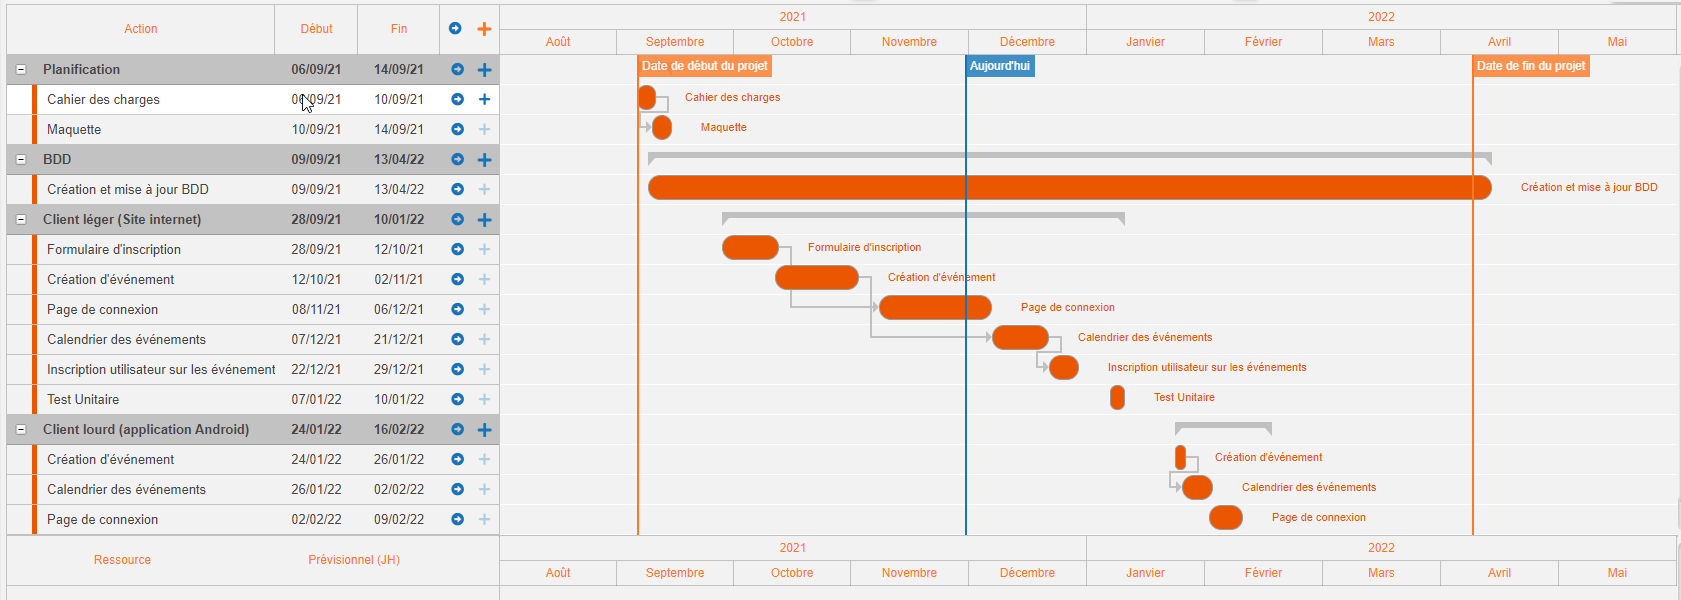 Action Début Fin
2021 2022
Août Septembre Octobre Novembre Décembre Janvier Février Mars Avril Mai
Planification 06/09/21 14/09/21
Date de début du projet Aujourd'hui Date de fin du projet
Cahier des charges 06/09/21 10/09/21 Cahier des charges
Maquette 10/09/21 14/09/21 Maquette
BDD 09/09/21 13/04/22
Création et mise à jour BDD 09/09/21 13/04/22 Création et mise à jour BDD
Client léger (Site internet) 28/09/21 10/01/22
Formulaire d'inscription 28/09/21 12/10/21 Formulaire d'inscription
Création d'événement 12/10/21 02/11/21 Création d'événement
Page de connexion 08/11/21 06/12/21 Page de connexion
Calendrier des événements 07/12/21 21/12/21 Calendrier des événements
Inscription utilisateur sur les événement 22/12/21 29/12/21 Inscription utilisateur sur les événements
Test Unitaire 07/01/22 10/01/22 Test Unitaire
Client lourd (application Android) 24/01/22 16/02/22
Création d'événement 24/01/22 26/01/22 Création d'événement
Calendrier des événements 26/01/22 02/02/22 Calendrier des événements
Page de connexion 02/02/22 09/02/22 Page de connexion
Ressource Prévisionnel (JH)
2021 2022
Août Septembre Octobre Novembre Décembre Janvier Février Mars Avril Mai